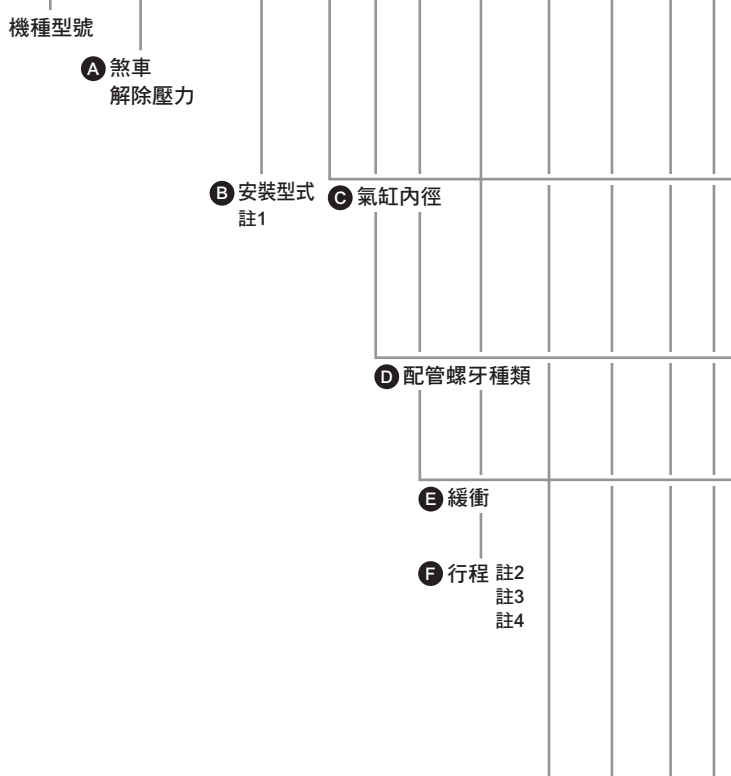 機種型號
A 煞車
解除壓力
B 安裝型式
註1
C 氣缸內徑
D 配管螺牙種類
E 緩衝
F 行程 註2
註3
註4